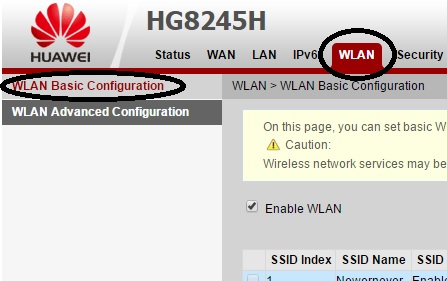 HUAWEI
HG8245H
Status WAN LAN IPv6 WLAN Security
WLAN Basic Configuration
WLAN > WLAN Basic Configuration
WLAN Advanced Configuration
On this page, you can set basic W
Caution:
Wireless network services may be
Enable WLAN
SSID Index SSID Name SSID
1 Nowornever Enable